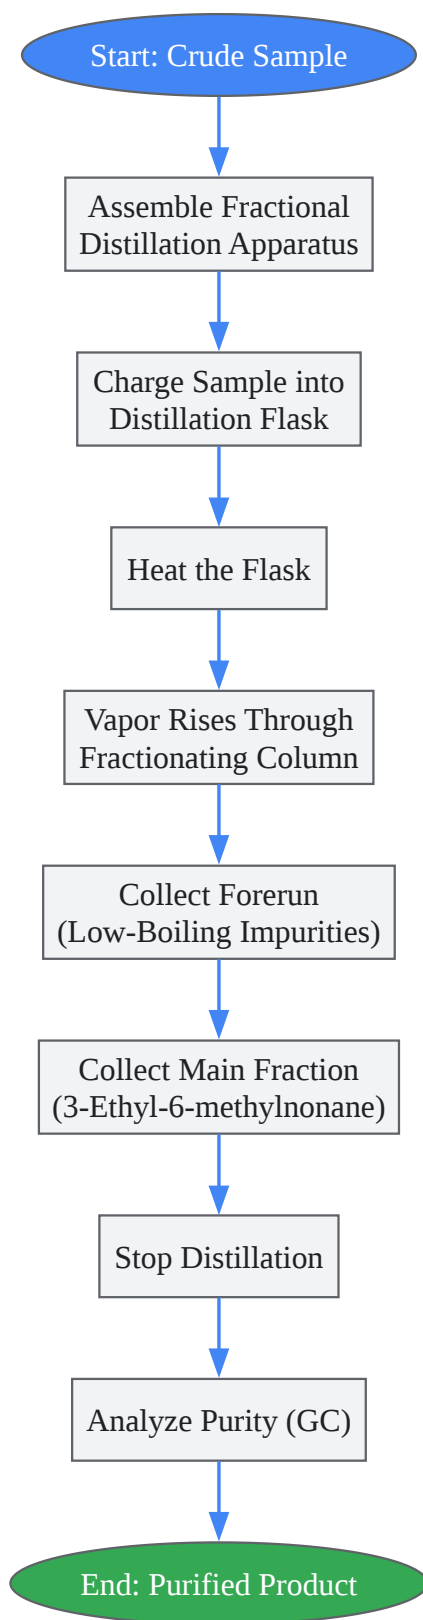 Start: Crude Sample
Assemble Fractional
Distillation Apparatus
Charge Sample into
Distillation Flask
Heat the Flask
Vapor Rises Through
Fractionating Column
Collect Forerun
(Low-Boiling Impurities)
Collect Main Fraction
(3-Ethyl-6-methylnonane)
Stop Distillation
Analyze Purity (GC)
End: Purified Product